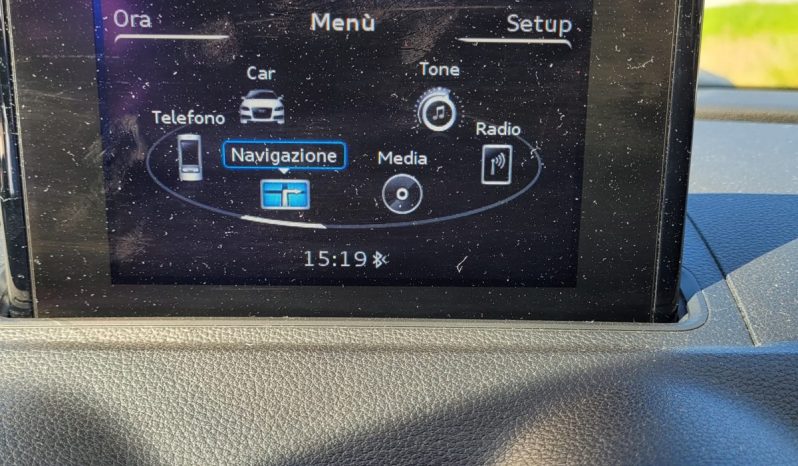 Ora Menù Setup
Car Tone
Telefono Radio
Navigazione Media
15:19